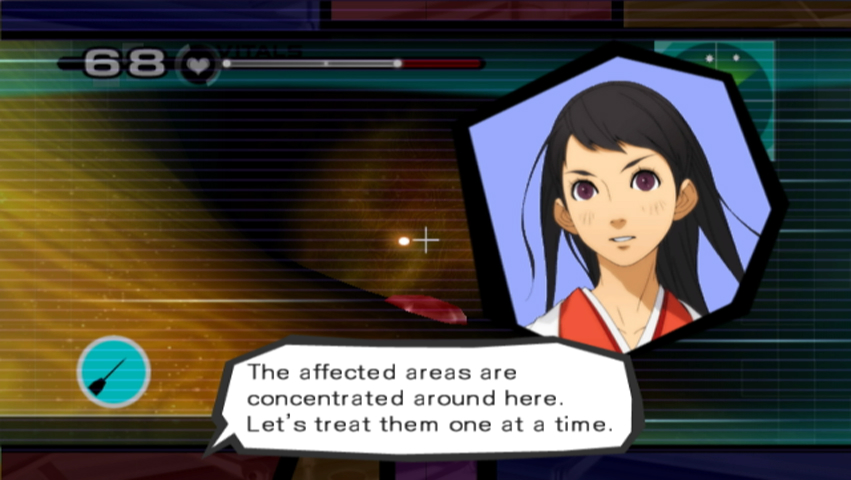 68 VITALS
The affected areas are
concentrated around here.
Let's treat them one at a time.